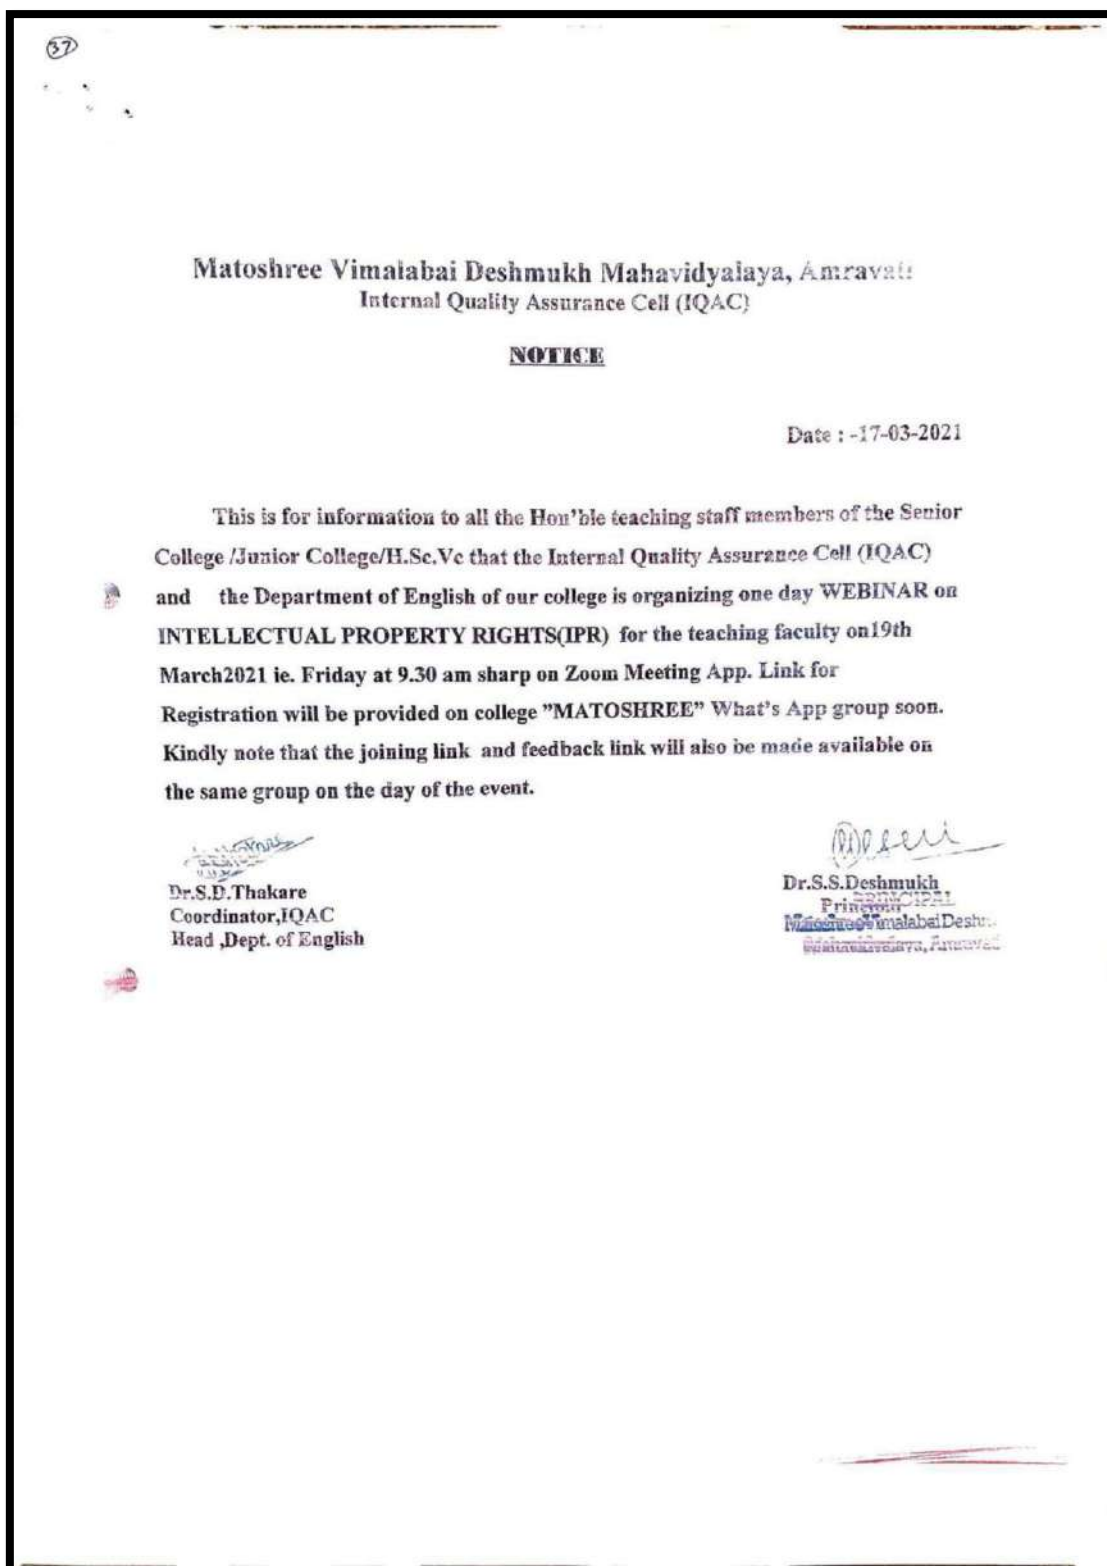 37
Matoshree Vimalabai Deshmukh Mahavidyalaya, Amravati
Internal Quality Assurance Cell (IQAC)
NOTICE
Date : -17-03-2021
This is for information to all the Hon'ble teaching staff members of the Senior
College /Junior College/H.Sc.Vc that the Internal Quality Assurance Cell (IQAC)
and the Department of English of our college is organizing one day WEBINAR on
INTELLECTUAL PROPERTY RIGHTS(IPR) for the teaching faculty on19th
March2021 ie. Friday at 9.30 am sharp on Zoom Meeting App. Link for
Registration will be provided on college "MATOSHREE" What's App group soon.
Kindly note that the joining link and feedback link will also be made available on
the same group on the day of the event.
Dr.S.D.Thakare
Coordinator,IQAC
Head ,Dept. of English
Dr.S.S.Deshmukh
Principal
PRINCIPAL
Vimalabai Deshm
Amravati